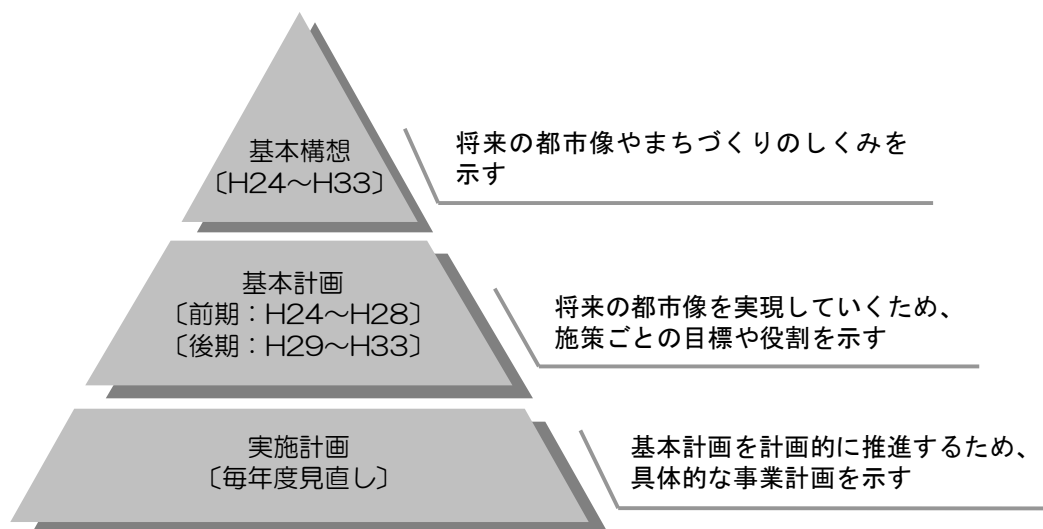 基本構想
〔H24～H33〕
将来の都市像やまちづくりのしくみを
示す
基本計画
〔前期：H24～H28〕
〔後期：H29～H33〕
将来の都市像を実現していくため、
施策ごとの目標や役割を示す
実施計画
〔毎年度見直し〕
基本計画を計画的に推進するため、
具体的な事業計画を示す